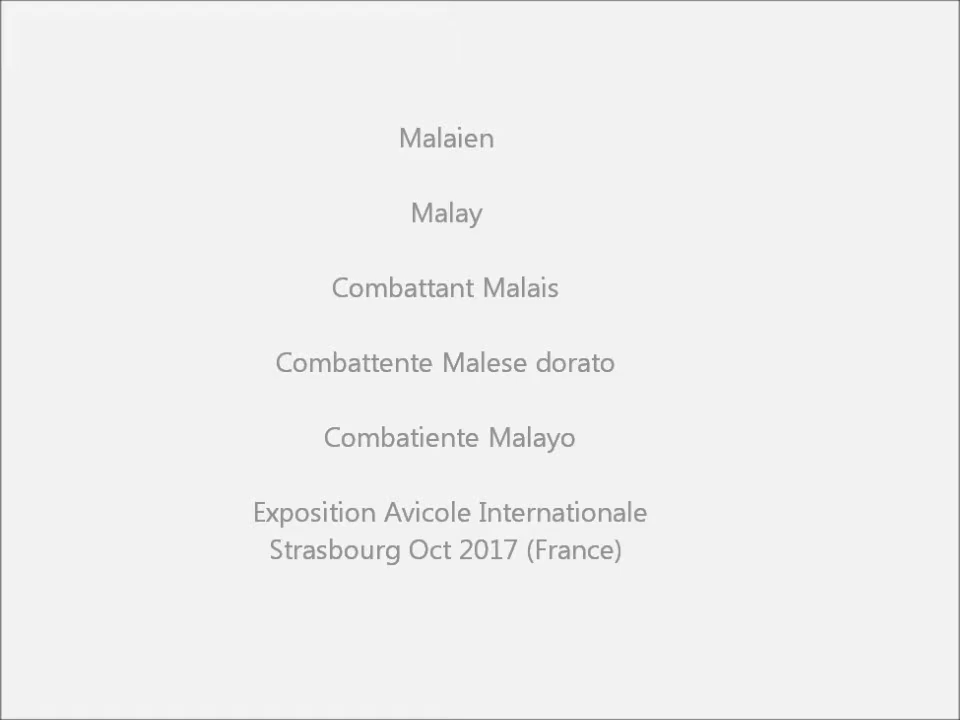 Malaien
Malay
Combattant Malais
Combattente Malese dorato
Combatiente Malayo
Exposition Avicole Internationale
Strasbourg Oct 2017 (France)